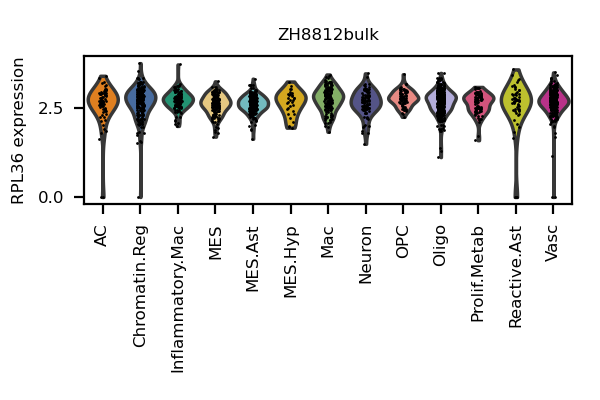 ZH8812bulk
RPL36 expression
2.5
0.0
AC
Chromatin.Reg
Inflammatory.Mac
MES
MES.Ast
MES.Hyp
Mac
Neuron
OPC
Oligo
Prolif.Metab
Reactive.Ast
Vasc